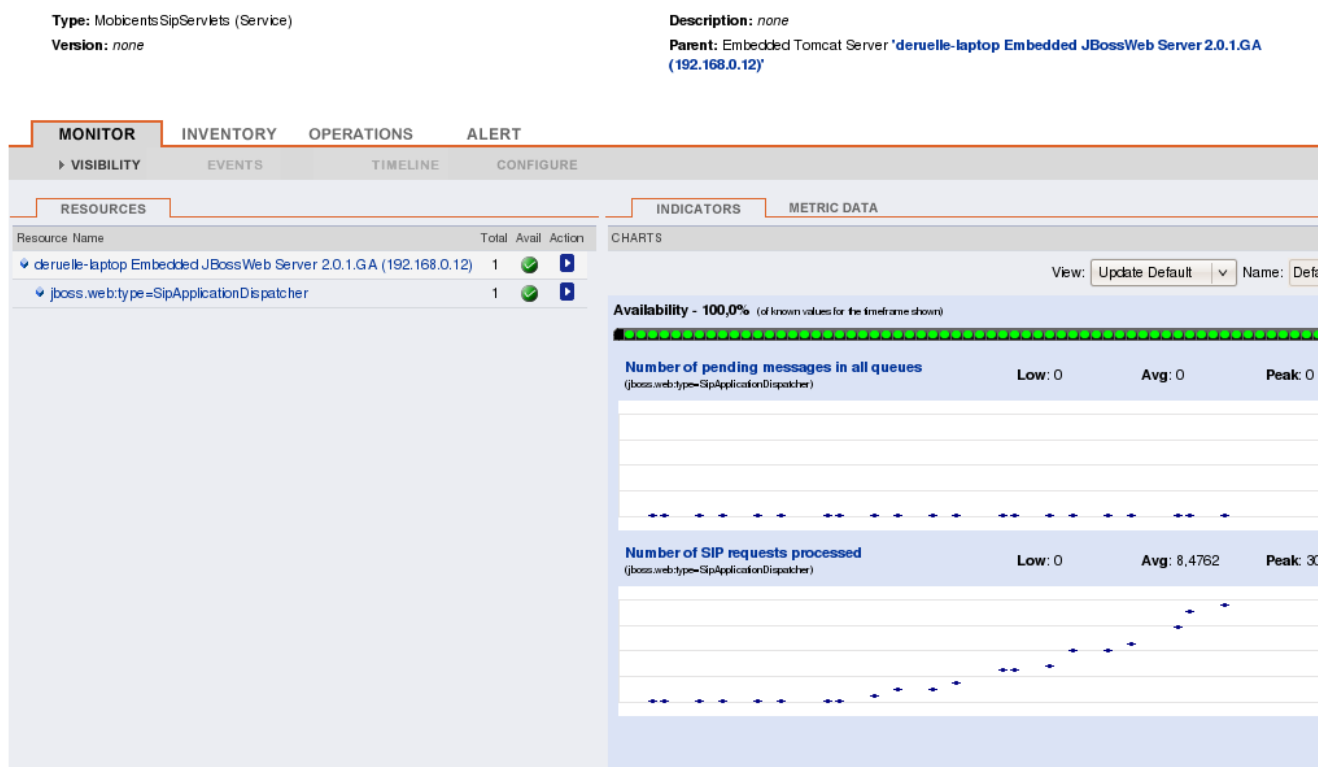 Type: MobicentsSipServlets (Service)
Description: none
Version: none
Parent: Embedded Tomcat Server 'deruelle-laptop Embedded JBossWeb Server 2.0.1.GA
(192.168.0.12)'
MONITOR INVENTORY OPERATIONS ALERT
VISIBILITY EVENTS TIMELINE CONFIGURE
RESOURCES
Resource Name Total Avail Action
deruelle-laptop Embedded JBossWeb Server 2.0.1.GA (192.168.0.12) 1
jboss.web:type=SipApplicationDispatcher 1
INDICATORS METRIC DATA
CHARTS
View: Update Default Name: Defa
Availability - 100,0% (of known values for the timeframe shown)
Number of pending messages in all queues Low: 0 Avg: 0 Peak: 0
(jboss.web:type=SipApplicationDispatcher)
Number of SIP requests processed Low: 0 Avg: 8,4762 Peak: 30
(jboss.web:type=SipApplicationDispatcher)